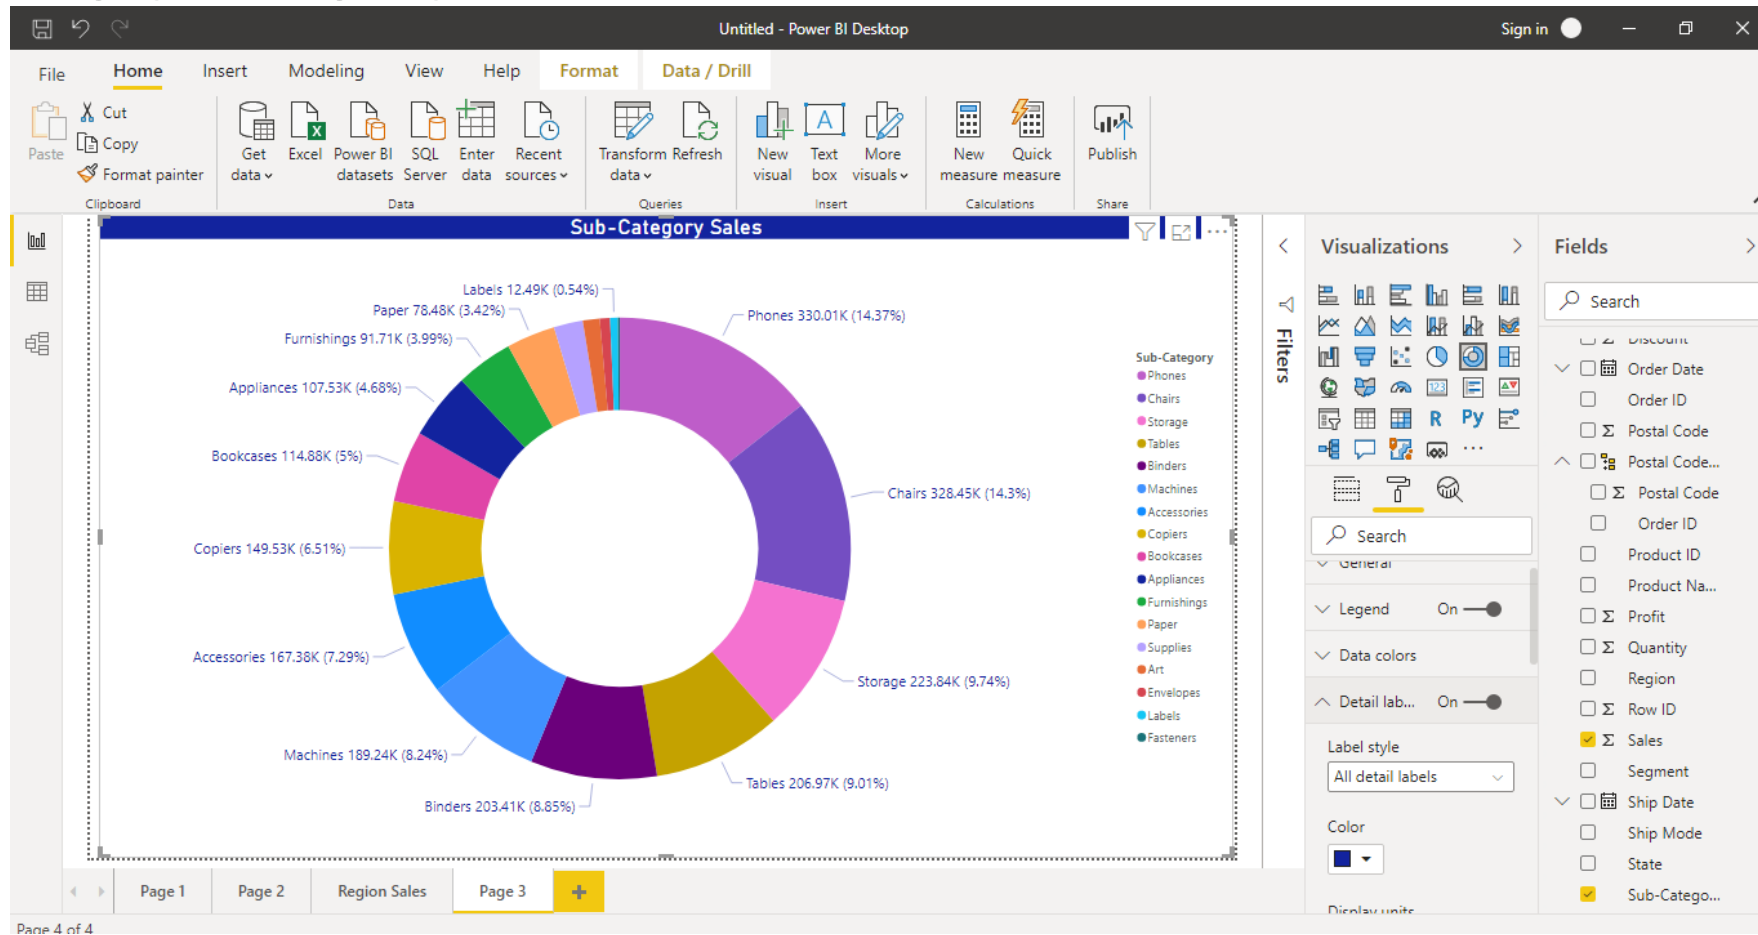 Untitled - Power BI Desktop
Sign in
File Home Insert Modeling View Help Format Data / Drill
Paste
Cut
Copy
Format painter
Clipboard
Get data
Excel
Power BI datasets
SQL Server
Enter data
Recent sources
Data
Transform data
Refresh
Queries
New visual
Text box
More visuals
Insert
New measure
Quick measure
Calculations
Publish
Share
Sub-Category Sales
Labels 12.49K (0.54%)
Paper 78.48K (3.42%)
Furnishings 91.71K (3.99%)
Appliances 107.53K (4.68%)
Bookcases 114.88K (5%)
Copiers 149.53K (6.51%)
Accessories 167.38K (7.29%)
Machines 189.24K (8.24%)
Binders 203.41K (8.85%)
Phones 330.01K (14.37%)
Chairs 328.45K (14.3%)
Storage 223.84K (9.74%)
Tables 206.97K (9.01%)
Sub-Category
Phones
Chairs
Storage
Tables
Binders
Machines
Accessories
Copiers
Bookcases
Appliances
Furnishings
Paper
Supplies
Art
Envelopes
Labels
Fasteners
Filters
Visualizations
123
R
Py
Search
General
Legend On
Data colors
Detail lab... On
Label style
All detail labels
Color
Display units
Fields
Search
Discount
Order Date
Order ID
Postal Code
Postal Code...
Postal Code
Order ID
Product ID
Product Na...
Profit
Quantity
Region
Row ID
Sales
Segment
Ship Date
Ship Mode
State
Sub-Catego...
Page 1
Page 2
Region Sales
Page 3
Page 4 of 4